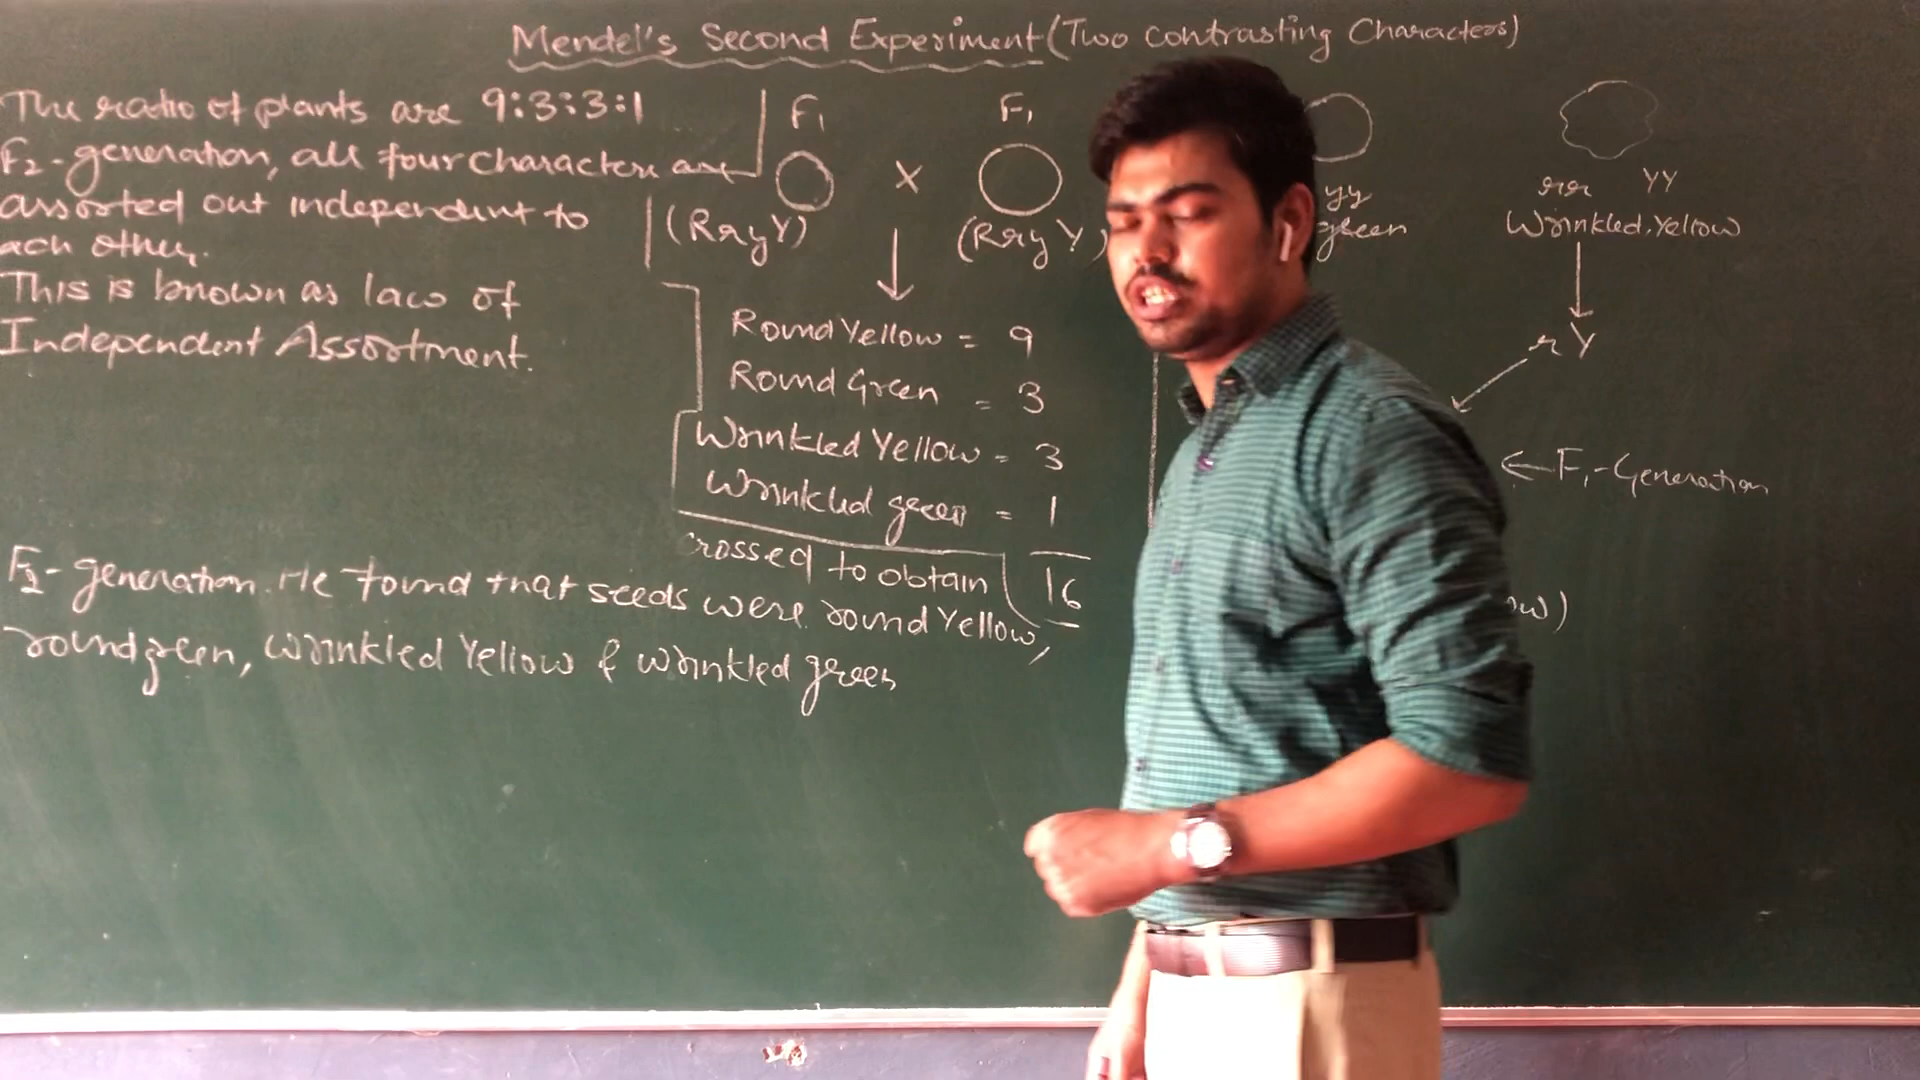 Mendel's Second Experiment (Two contrasting Characters)
The ratio of plants are 9:3:3:1
F2-generation, all four characters are
assorted out independent to
ach other.
This is known as law of
Independent Assortment.
F1 F1
X
(RryY) (RryY)
Round Yellow = 9
Round Green = 3
Wrinkled Yellow = 3
Wrinkled green = 1
16
crossed to obtain
F2-generation. He found that seeds were round Yellow,
round green, wrinkled Yellow & wrinkled green
yy
green
rr YY
Wrinkled, Yellow
rY
←F1-Generation
ow)